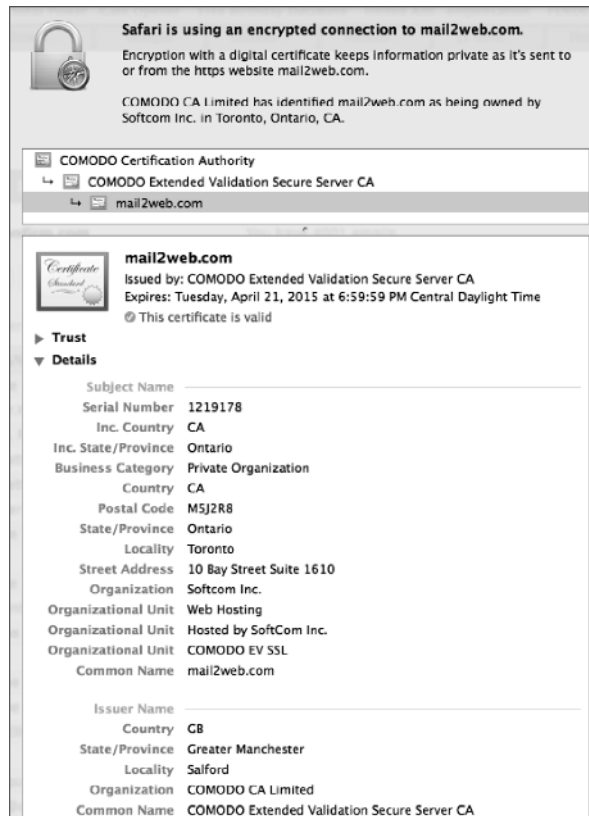 Safari is using an encrypted connection to mail2web.com.
Encryption with a digital certificate keeps information private as it's sent to
or from the https website mail2web.com.
COMODO CA Limited has identified mail2web.com as being owned by
Softcom Inc. in Toronto, Ontario, CA.
COMODO Certification Authority
COMODO Extended Validation Secure Server CA
mail2web.com
Certificate
Standard
mail2web.com
Issued by: COMODO Extended Validation Secure Server CA
Expires: Tuesday, April 21, 2015 at 6:59:59 PM Central Daylight Time
This certificate is valid
Trust
Details
Subject Name
Serial Number 1219178
Inc. Country CA
Inc. State/Province Ontario
Business Category Private Organization
Country CA
Postal Code M5J2R8
State/Province Ontario
Locality Toronto
Street Address 10 Bay Street Suite 1610
Organization Softcom Inc.
Organizational Unit Web Hosting
Organizational Unit Hosted by SoftCom Inc.
Organizational Unit COMODO EV SSL
Common Name mail2web.com
Issuer Name
Country GB
State/Province Greater Manchester
Locality Salford
Organization COMODO CA Limited
Common Name COMODO Extended Validation Secure Server CA